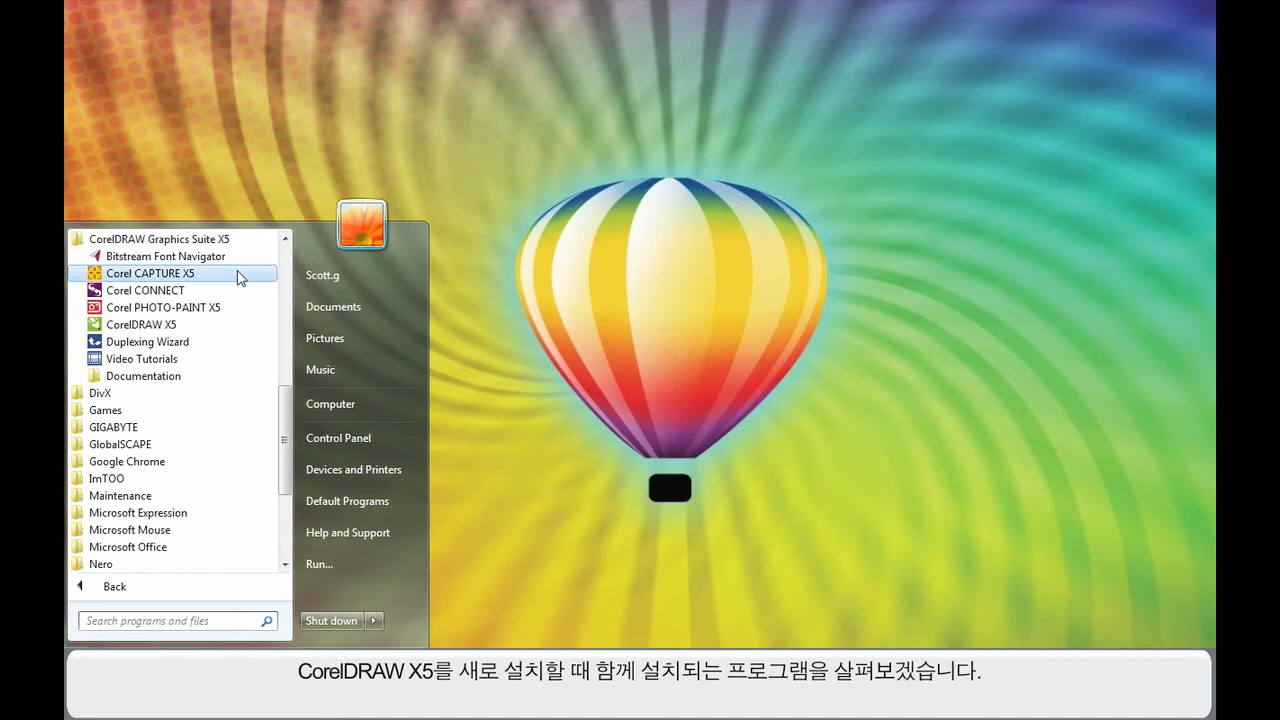 CorelDRAW Graphics Suite X5
Bitstream Font Navigator
Corel CAPTURE X5
Corel CONNECT
Corel PHOTO-PAINT X5
CorelDRAW X5
Duplexing Wizard
Video Tutorials
Documentation
DivX
Games
GIGABYTE
GlobalSCAPE
Google Chrome
ImTOO
Maintenance
Microsoft Expression
Microsoft Mouse
Microsoft Office
Nero
Back
Search programs and files
Scott.g
Documents
Pictures
Music
Computer
Control Panel
Devices and Printers
Default Programs
Help and Support
Run...
Shut down
CorelDRAW X5를 새로 설치할 때 함께 설치되는 프로그램을 살펴보겠습니다.